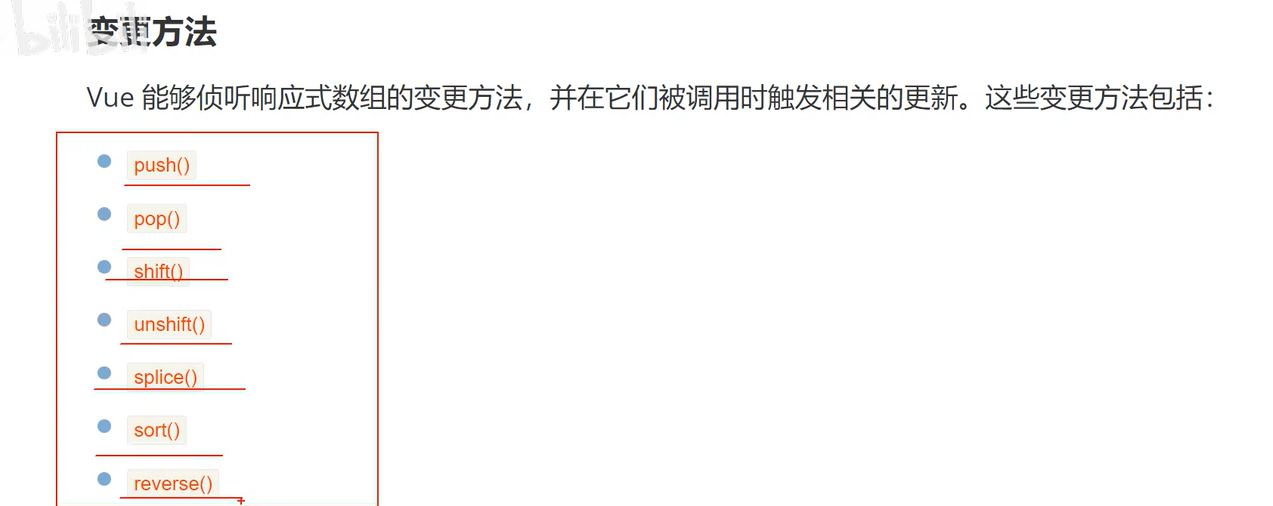 bilibili
变更方法
Vue 能够侦听响应式数组的变更方法，并在它们被调用时触发相关的更新。这些变更方法包括：
push()
pop()
shift()
unshift()
splice()
sort()
reverse()